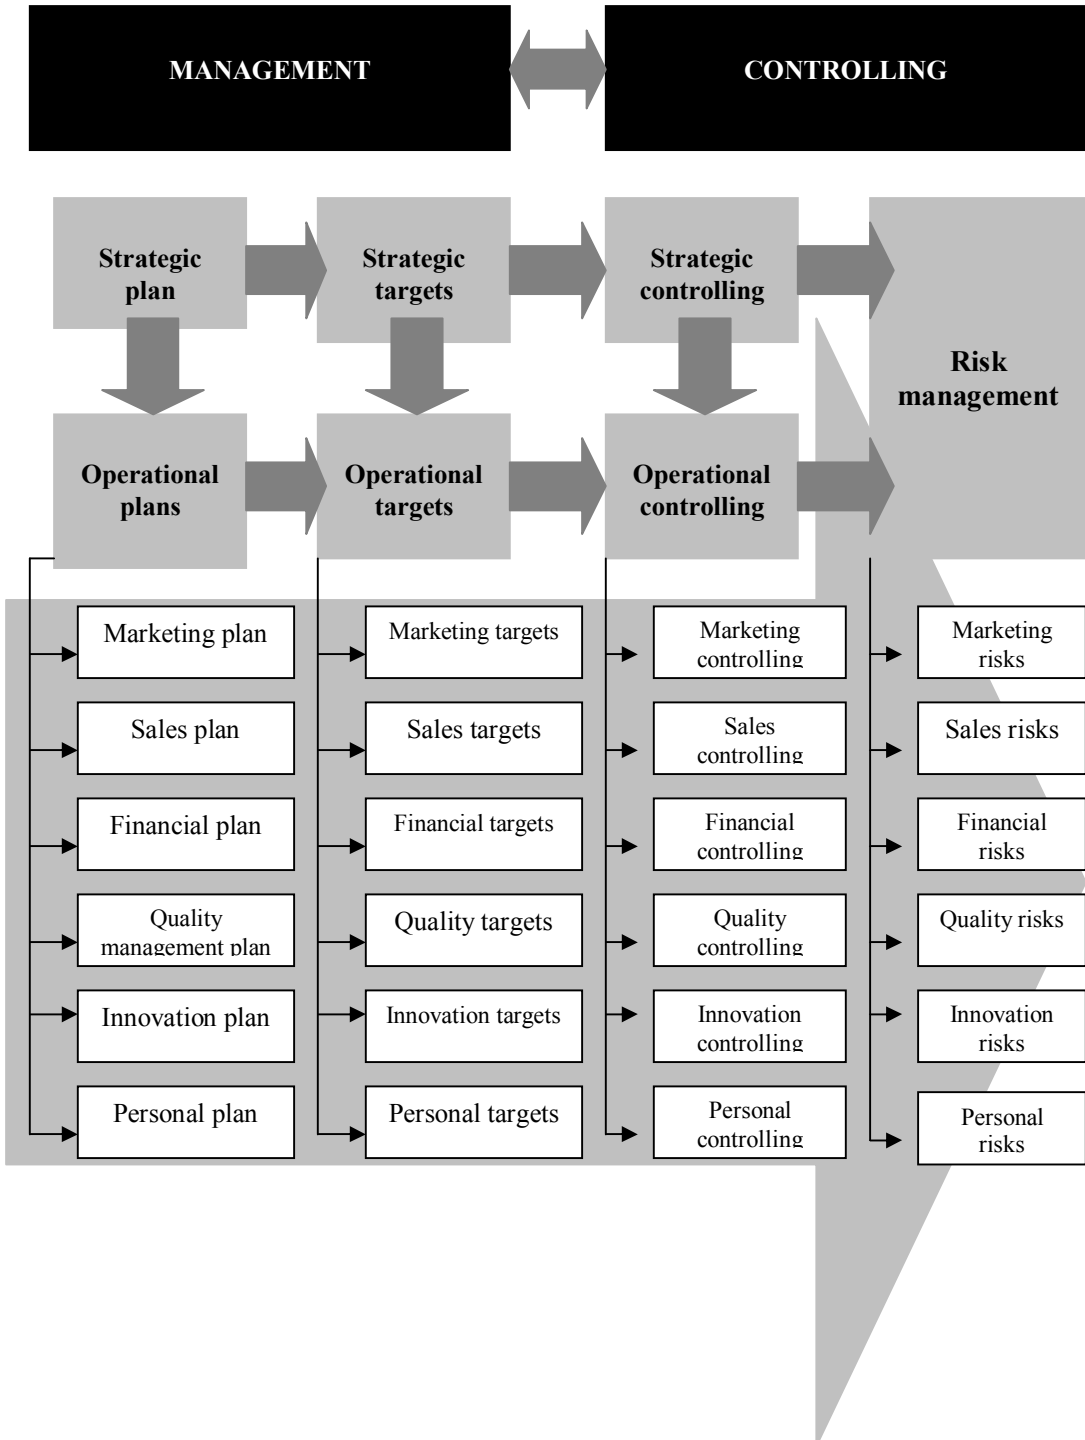 MANAGEMENT
CONTROLLING
Strategic
plan
Strategic
targets
Strategic
controlling
Risk
management
Operational
plans
Operational
targets
Operational
controlling
Marketing plan
Marketing targets
Marketing
controlling
Marketing
risks
Sales plan
Sales targets
Sales
controlling
Sales risks
Financial plan
Financial targets
Financial
controlling
Financial
risks
Quality
management plan
Quality targets
Quality
controlling
Quality risks
Innovation plan
Innovation targets
Innovation
controlling
Innovation
risks
Personal plan
Personal targets
Personal
controlling
Personal
risks